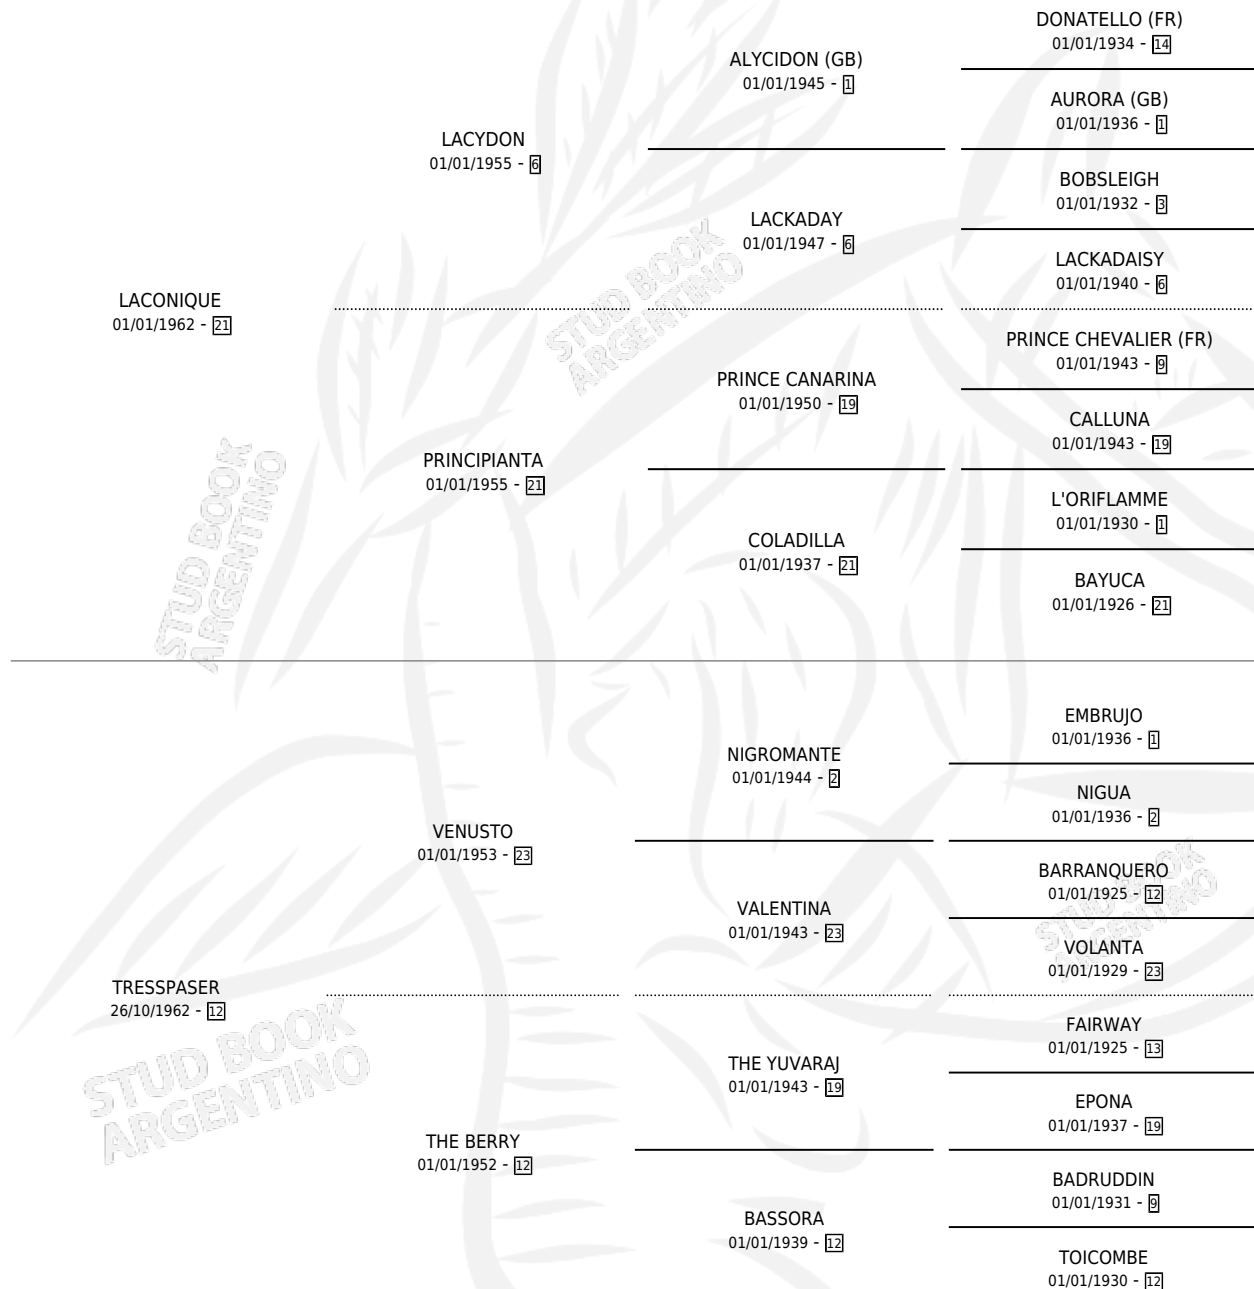 DONATELLO (FR)
01/01/1934 - 14
ALYCIDON (GB)
01/01/1945 - 1
AURORA (GB)
01/01/1936 - 1
LACYDON
01/01/1955 - 6
BOBSLEIGH
01/01/1932 - 3
LACKADAY
01/01/1947 - 6
LACKADAISY
01/01/1940 - 6
LACONIQUE
01/01/1962 - 21
PRINCE CHEVALIER (FR)
01/01/1943 - 9
PRINCE CANARINA
01/01/1950 - 19
CALLUNA
01/01/1943 - 19
PRINCIPIANTA
01/01/1955 - 21
L'ORIFLAMME
01/01/1930 - 1
COLADILLA
01/01/1937 - 21
BAYUCA
01/01/1926 - 21
EMBRUJO
01/01/1936 - 1
NIGROMANTE
01/01/1944 - 2
NIGUA
01/01/1936 - 2
VENUSTO
01/01/1953 - 23
BARRANQUERO
01/01/1925 - 12
VALENTINA
01/01/1943 - 23
VOLANTA
01/01/1929 - 23
TRESSPASER
26/10/1962 - 12
FAIRWAY
01/01/1925 - 13
THE YUVARAJ
01/01/1943 - 19
EPONA
01/01/1937 - 19
THE BERRY
01/01/1952 - 12
BADRUDDIN
01/01/1931 - 9
BASSORA
01/01/1939 - 12
TOICOMBE
01/01/1930 - 12
STUD BOOK
ARGENTINO
STUD BOOK
ARGENTINO
STUD BOOK
ARGENTINO
STUD BOOK
ARGENTINO